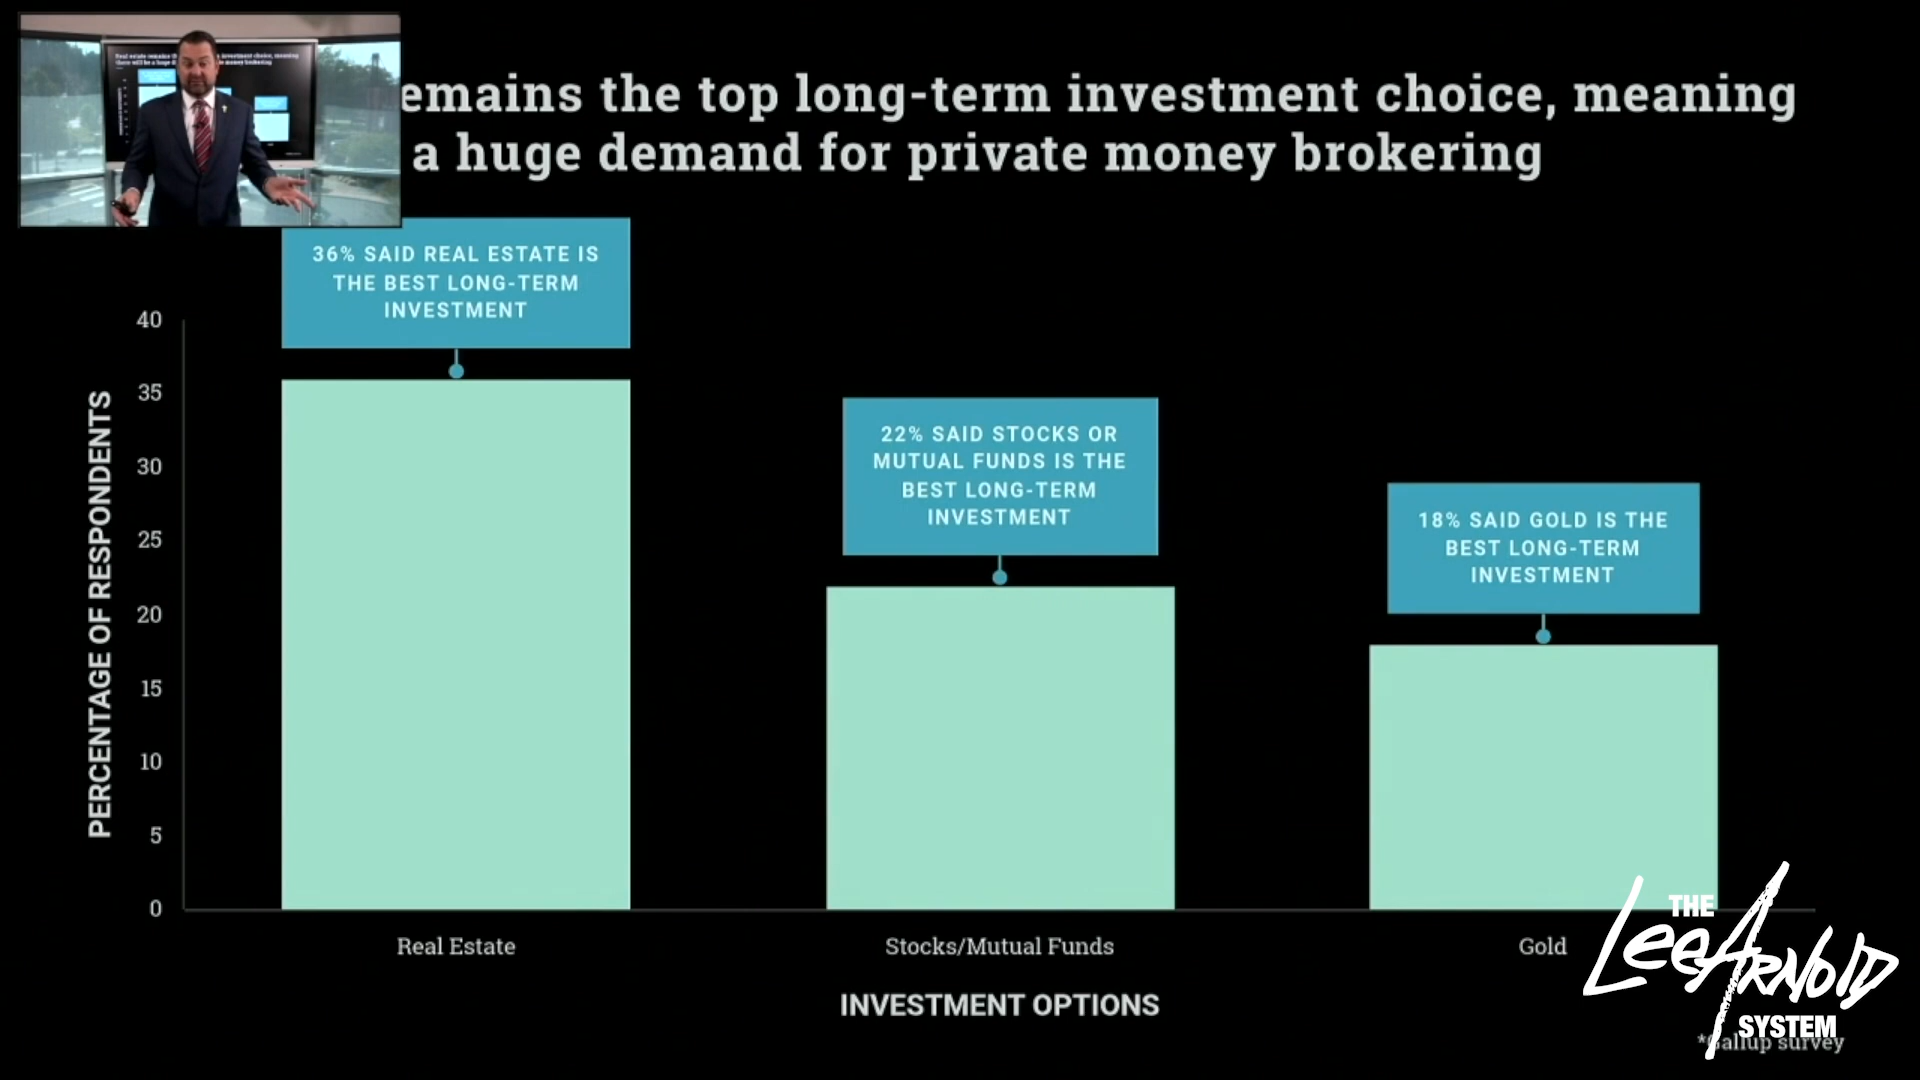 emains the top long-term investment choice, meaning
a huge demand for private money brokering
36% SAID REAL ESTATE IS
THE BEST LONG-TERM
INVESTMENT
22% SAID STOCKS OR
MUTUAL FUNDS IS THE
BEST LONG-TERM
INVESTMENT
18% SAID GOLD IS THE
BEST LONG-TERM
INVESTMENT
PERCENTAGE OF RESPONDENTS
40
35
30
25
20
15
10
5
0
Real Estate
Stocks/Mutual Funds
Gold
INVESTMENT OPTIONS
THE
Lee Arnold
SYSTEM
*Gallup survey